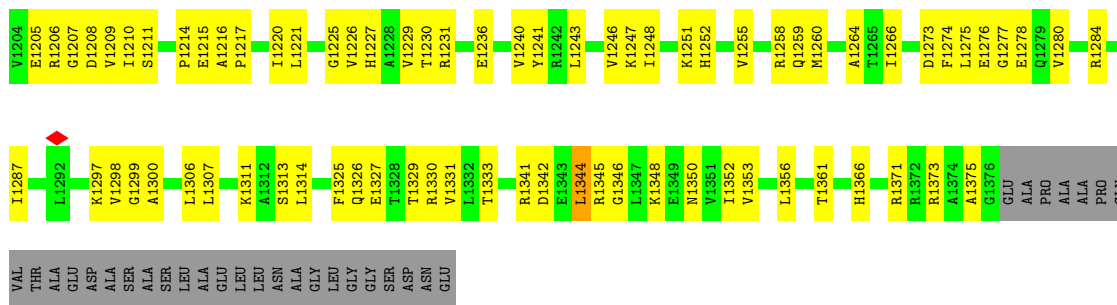 V1204 E1205 R1206 G1207 D1208 V1209 I1210 S1211 P1214 E1215 A1216 P1217 I1220 L1221 G1225 V1226 H1227 A1228 V1229 T1230 R1231 E1236 V1240 Y1241 R1242 L1243 V1246 K1247 I1248 K1251 H1252 V1255 R1258 Q1259 M1260 A1264 T1265 I1266 D1273 F1274 L1275 E1276 G1277 E1278 Q1279 V1280 R1284
I1287 L1292 K1297 V1298 G1299 A1300 L1306 L1307 K1311 A1312 S1313 L1314 F1325 Q1326 E1327 T1328 T1329 R1330 V1331 L1332 T1333 R1341 D1342 E1343 L1344 R1345 G1346 L1347 K1348 E1349 N1350 V1351 I1352 V1353 L1356 T1361 H1366 R1371 R1372 R1373 A1374 A1375 G1376 GLU ALA PRO ALA ALA ALA PRO
VAL THR ALA GLU ASP ALA SER ALA SER LEU ALA GLU LEU LEU ASN ALA GLY LEU GLY GLY SER ASP ASN GLU